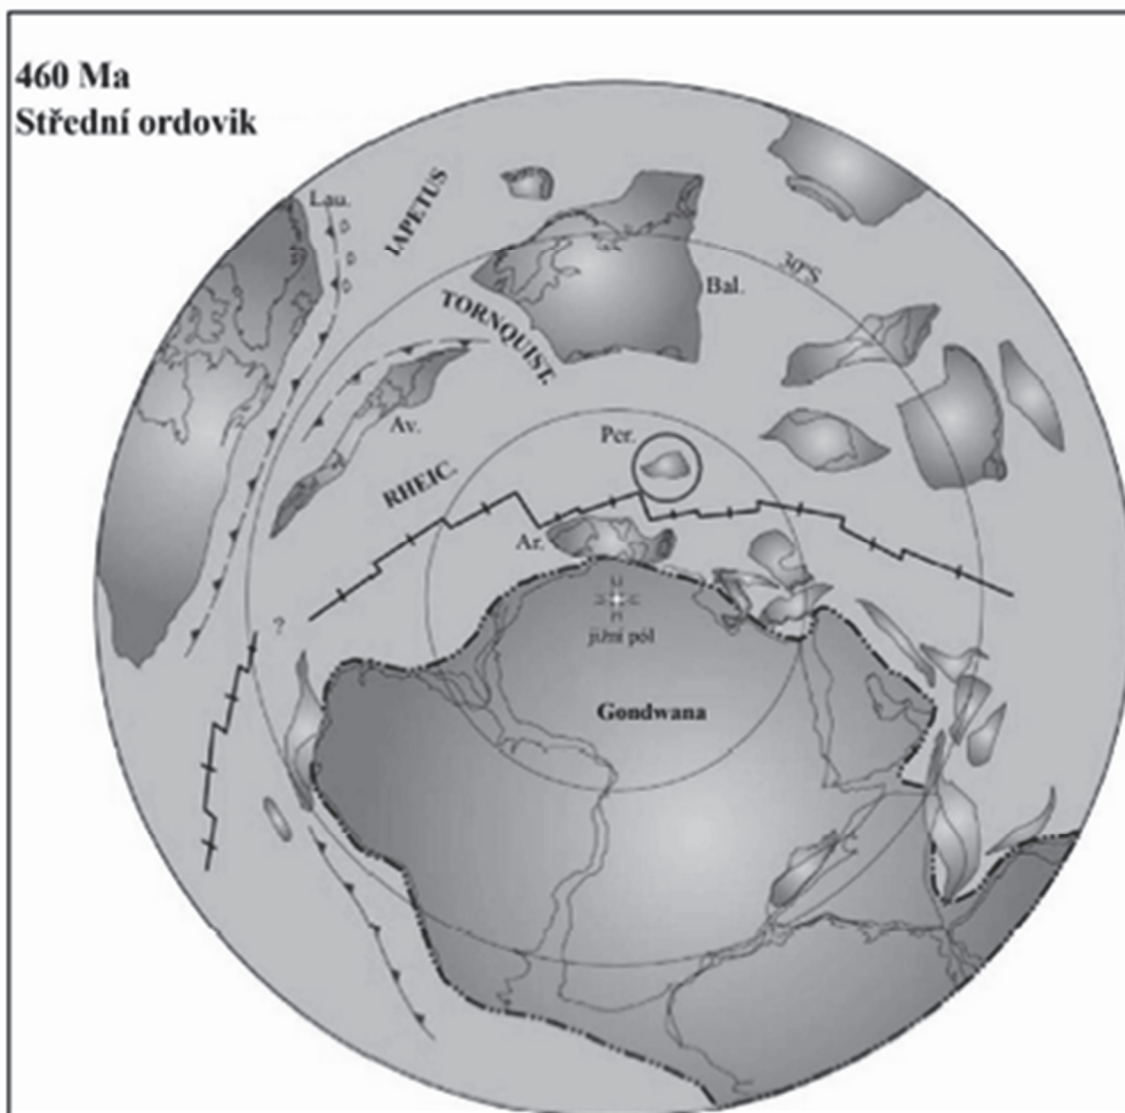 460 Ma
Střední ordovik
Lau.
IAPETUS
30°S
Bal.
TORNQUIST.
Av.
Per.
RHEIC.
Ar.
?
jižní pól
Gondwana